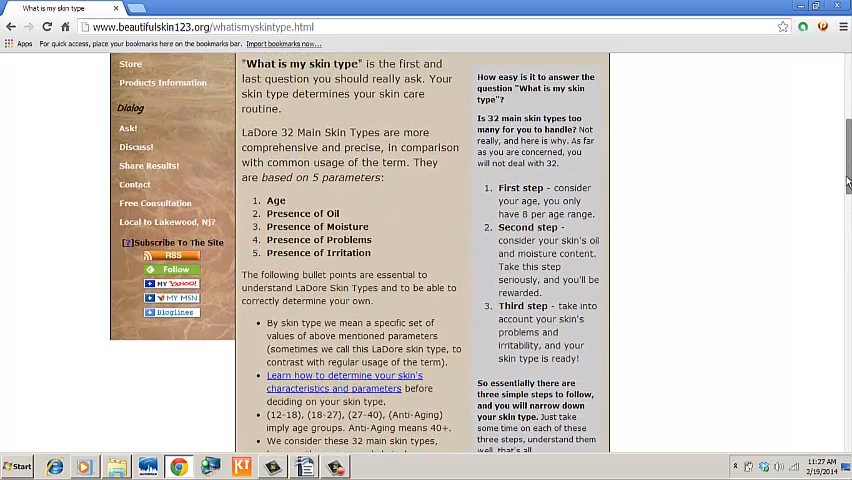 What is my skin type
www.beautifulskin123.org/whatismyskintype.html
Apps For quick access, place your bookmarks here on the bookmarks bar. Import bookmarks now...
Store
Products Information
Dialog
Ask!
Discuss!
Share Results!
Contact
Free Consultation
Local to Lakewood, Nj?
[?]Subscribe To The Site
RSS
Follow
MY YAHOO!
MY MSN
Bloglines
"What is my skin type" is the first and
last question you should really ask. Your
skin type determines your skin care
routine.
LaDore 32 Main Skin Types are more
comprehensive and precise, in comparison
with common usage of the term. They
are based on 5 parameters:
1. Age
2. Presence of Oil
3. Presence of Moisture
4. Presence of Problems
5. Presence of Irritation
The following bullet points are essential to
understand LaDore Skin Types and to be able to
correctly determine your own.
• By skin type we mean a specific set of
values of above mentioned parameters
(sometimes we call this LaDore skin type, to
contrast with regular usage of the term).
• Learn how to determine your skin's
characteristics and parameters before
deciding on your skin type.
• (12-18), (18-27), (27-40), (Anti-Aging)
imply age groups. Anti-Aging means 40+.
• We consider these 32 main skin types,
How easy is it to answer the
question "What is my skin
type"?
Is 32 main skin types too
many for you to handle? Not
really, and here is why. As far
as you are concerned, you
will not deal with 32.
1. First step - consider
your age, you only
have 8 per age range.
2. Second step -
consider your skin's oil
and moisture content.
Take this step
seriously, and you'll be
rewarded.
3. Third step - take into
account your skin's
problems and
irritability, and your
skin type is ready!
So essentially there are
three simple steps to follow,
and you will narrow down
your skin type. Just take
some time on each of these
three steps, understand them
well, that's all.
Start
11:27 AM
2/19/2014